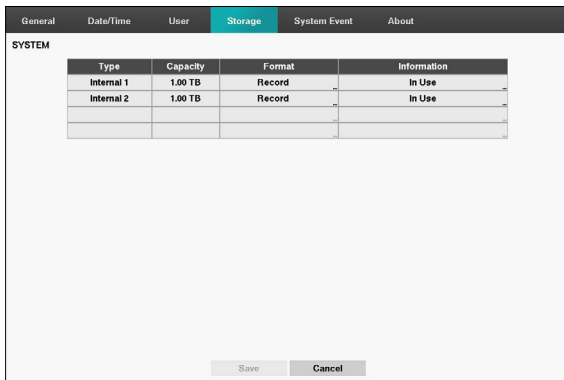 General Date/Time User Storage System Event About
SYSTEM
Type Capacity Format Information
Internal 1 1.00 TB Record ... In Use ...
Internal 2 1.00 TB Record ... In Use ...
... ...
... ...
Save Cancel